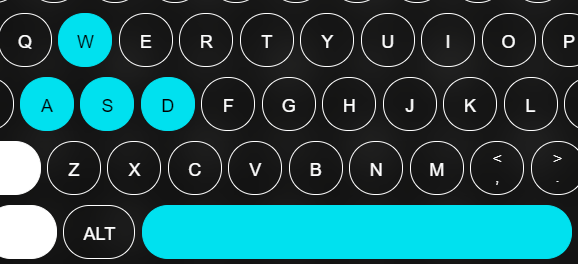 Q W E R T Y U I O P
A S D F G H J K L
Z X C V B N M < , > .
ALT